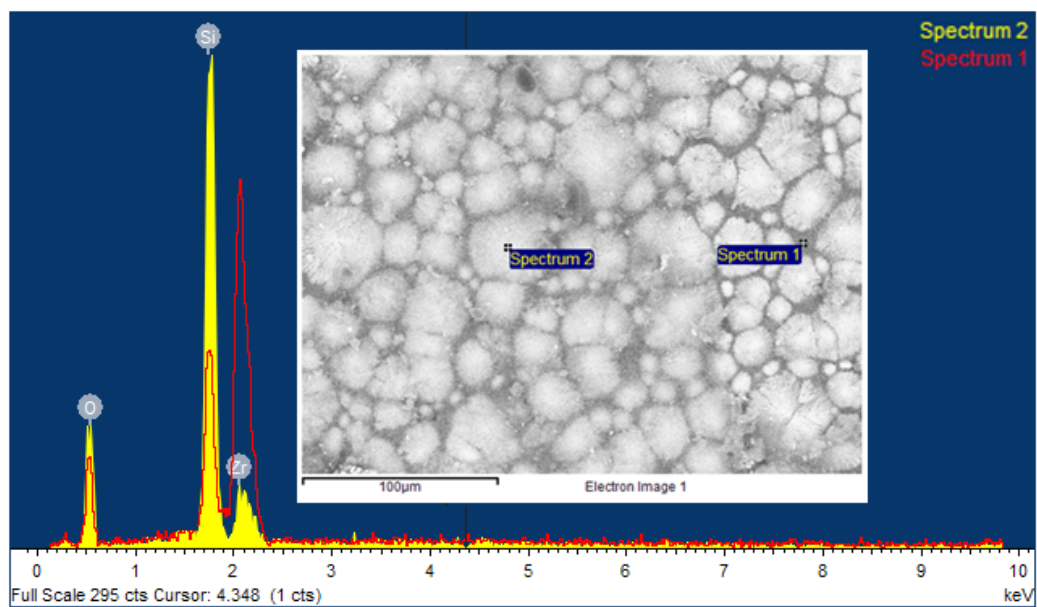 Si
Spectrum 2
Spectrum 1
Spectrum 2
Spectrum 1
O
Zr
100µm
Electron Image 1
0 1 2 3 4 5 6 7 8 9 10
Full Scale 295 cts Cursor: 4.348 (1 cts)
keV